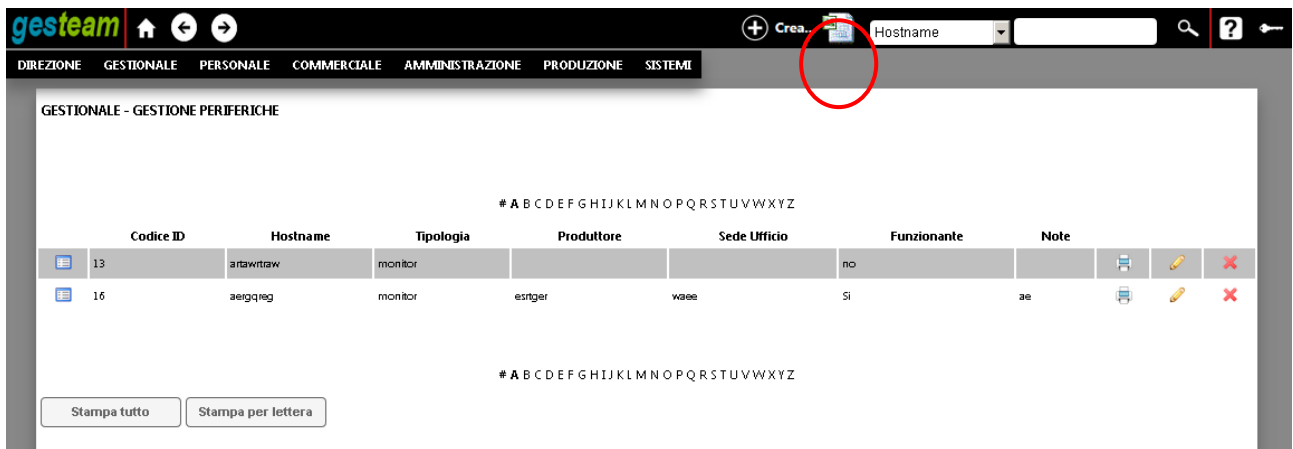 gesteam Crea.. Hostname ?
DIREZIONE GESTIONALE PERSONALE COMMERCIALE AMMINISTRAZIONE PRODUZIONE SISTEMI
GESTIONALE - GESTIONE PERIFERICHE
# A B C D E F G H I J K L M N O P Q R S T U V W X Y Z
Codice ID Hostname Tipologia Produttore Sede Ufficio Funzionante Note
13 artawrtraw monitor no
16 aergqreg monitor esrtger waee Si ae
# A B C D E F G H I J K L M N O P Q R S T U V W X Y Z
Stampa tutto Stampa per lettera